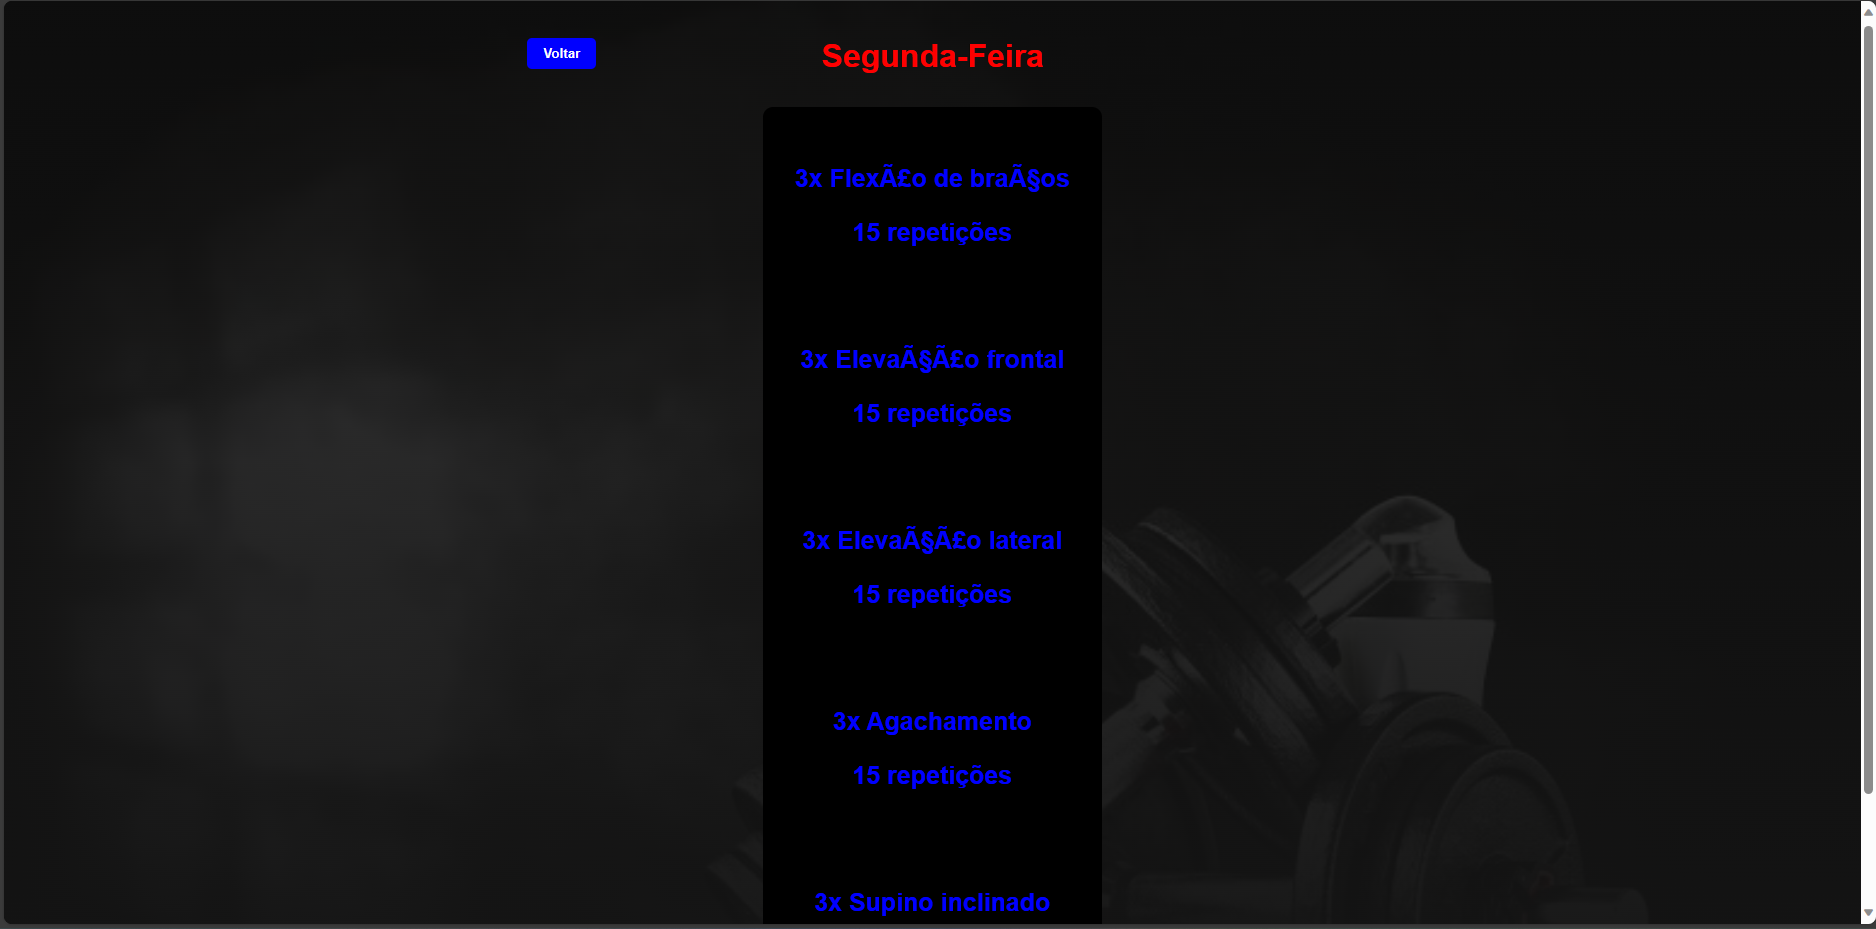 Voltar
Segunda-Feira
3x FlexÃ£o de braÃ§os
15 repetições
3x ElevaÃ§Ã£o frontal
15 repetições
3x ElevaÃ§Ã£o lateral
15 repetições
3x Agachamento
15 repetições
3x Supino inclinado